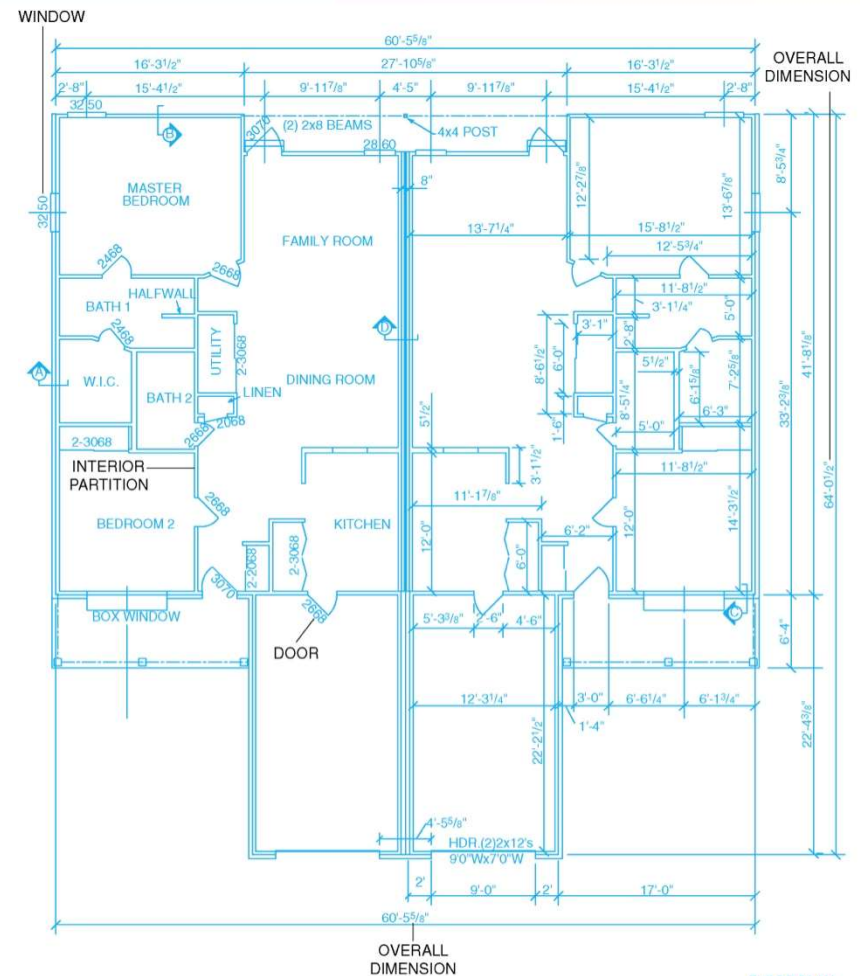 WINDOW
60'-55/8"
OVERALL
DIMENSION
16'-31/2"
27'-105/8"
16'-31/2"
2'-8"
15'-41/2"
9'-117/8"
4'-5"
9'-117/8"
15'-41/2"
2'-8"
32.50
B
3070
(2) 2x8 BEAMS
4x4 POST
28.60
8"
MASTER
BEDROOM
32.50
FAMILY ROOM
12'-27/8"
13'-67/8"
8'-53/4"
13'-71/4"
15'-81/2"
12'-53/4"
2468
2668
HALFWALL
BATH 1
2468
11'-81/2"
3'-11/4"
5'-0"
D
3'-1"
2'-8"
UTILITY
2-3068
8'-61/2"
6'-0"
51/2"
7'-25/8"
6'-15/8"
41'-81/8"
33'-23/8"
A
W.I.C.
DINING ROOM
BATH 2
LINEN
2068
2668
8'-51/4"
6'-3"
5'-0"
1'-6"
51/2"
2-3068
INTERIOR
PARTITION
3'-11/2"
11'-81/2"
64'-01/2"
BEDROOM 2
2668
KITCHEN
11'-17/8"
12'-0"
6'-0"
6'-2"
12'-0"
14'-31/2"
2-2068
2-3068
3070
2668
BOX WINDOW
DOOR
5'-33/8"
2'-6"
4'-6"
C
6'-4"
12'-31/4"
3'-0"
6'-61/4"
6'-13/4"
1'-4"
22'-21/2"
22'-43/8"
4'-55/8"
HDR.(2)2x12's
9'0"Wx7'0"W
2'
9'-0"
2'
17'-0"
60'-55/8"
OVERALL
DIMENSION